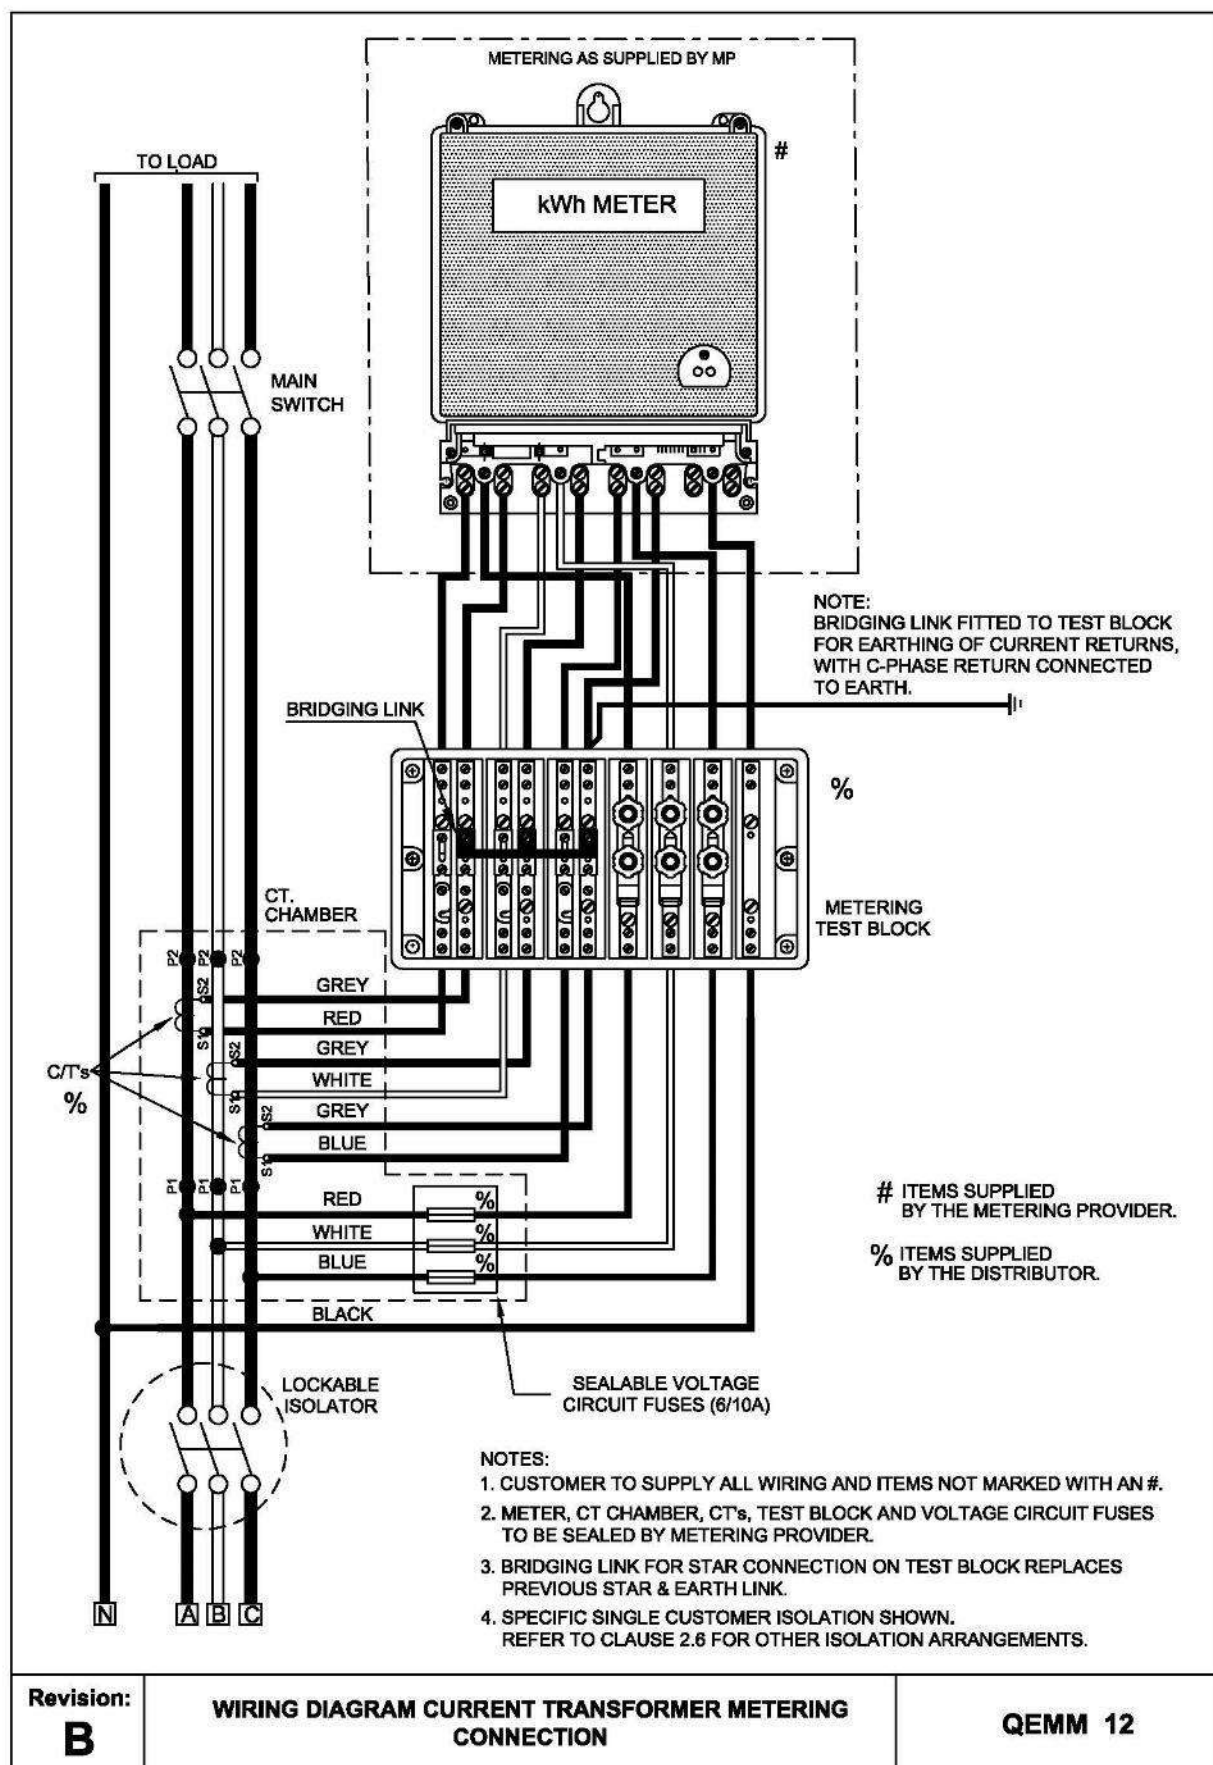 METERING AS SUPPLIED BY MP
#
TO LOAD
kWh METER
MAIN
SWITCH
NOTE:
BRIDGING LINK FITTED TO TEST BLOCK
FOR EARTHING OF CURRENT RETURNS,
WITH C-PHASE RETURN CONNECTED
TO EARTH.
BRIDGING LINK
%
METERING
TEST BLOCK
CT.
CHAMBER
P2 P2 P2
S2
GREY
RED
S1
S2
GREY
C/T's
%
WHITE
S1
S2
GREY
BLUE
S1
P1 P1 P1
RED
%
WHITE
%
BLUE
%
BLACK
# ITEMS SUPPLIED
BY THE METERING PROVIDER.
% ITEMS SUPPLIED
BY THE DISTRIBUTOR.
LOCKABLE
ISOLATOR
SEALABLE VOLTAGE
CIRCUIT FUSES (6/10A)
N A B C
NOTES:
1. CUSTOMER TO SUPPLY ALL WIRING AND ITEMS NOT MARKED WITH AN #.
2. METER, CT CHAMBER, CT's, TEST BLOCK AND VOLTAGE CIRCUIT FUSES
TO BE SEALED BY METERING PROVIDER.
3. BRIDGING LINK FOR STAR CONNECTION ON TEST BLOCK REPLACES
PREVIOUS STAR & EARTH LINK.
4. SPECIFIC SINGLE CUSTOMER ISOLATION SHOWN.
REFER TO CLAUSE 2.6 FOR OTHER ISOLATION ARRANGEMENTS.
Revision:
B
WIRING DIAGRAM CURRENT TRANSFORMER METERING
CONNECTION
QEMM 12